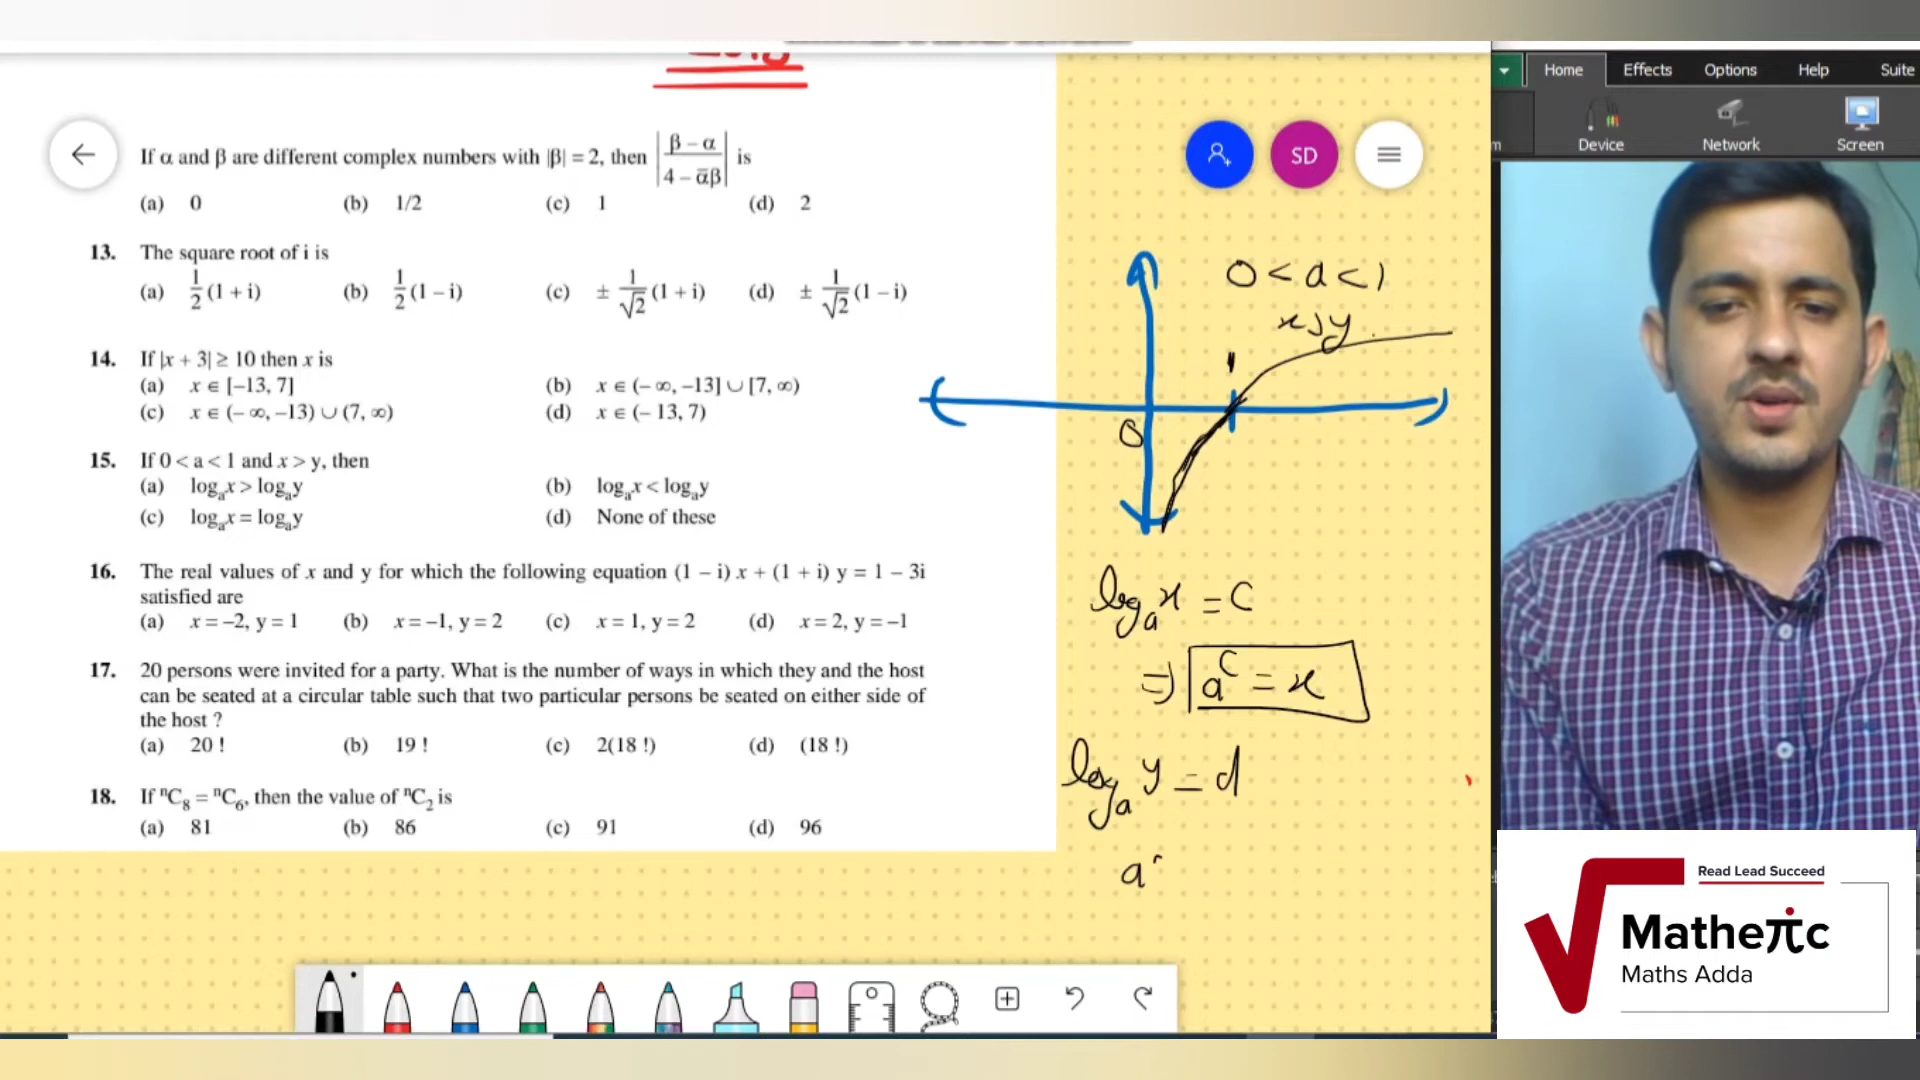 Home Effects Options Help Suite
Device Network Screen
SD
If α and β are different complex numbers with |β| = 2, then |(β – α)/(4 – ᾱβ)| is
(a) 0 (b) 1/2 (c) 1 (d) 2
13. The square root of i is
(a) 1/2 (1 + i) (b) 1/2 (1 – i) (c) ± 1/√2 (1 + i) (d) ± 1/√2 (1 – i)
14. If |x + 3| ≥ 10 then x is
(a) x ∈ [–13, 7] (b) x ∈ (– ∞, –13] ∪ [7, ∞)
(c) x ∈ (– ∞, –13) ∪ (7, ∞) (d) x ∈ (– 13, 7)
15. If 0 < a < 1 and x > y, then
(a) logₐx > logₐy (b) logₐx < logₐy
(c) logₐx = logₐy (d) None of these
16. The real values of x and y for which the following equation (1 – i) x + (1 + i) y = 1 – 3i
satisfied are
(a) x = –2, y = 1 (b) x = –1, y = 2 (c) x = 1, y = 2 (d) x = 2, y = –1
17. 20 persons were invited for a party. What is the number of ways in which they and the host
can be seated at a circular table such that two particular persons be seated on either side of
the host ?
(a) 20 ! (b) 19 ! (c) 2(18 !) (d) (18 !)
18. If ⁿC₈ = ⁿC₆, then the value of ⁿC₂ is
(a) 81 (b) 86 (c) 91 (d) 96
0 < a < 1
x > y
1
0
logₐ x = c
⇒ aᶜ = x
logₐ y = d
a
Read Lead Succeed
Matheπc
Maths Adda